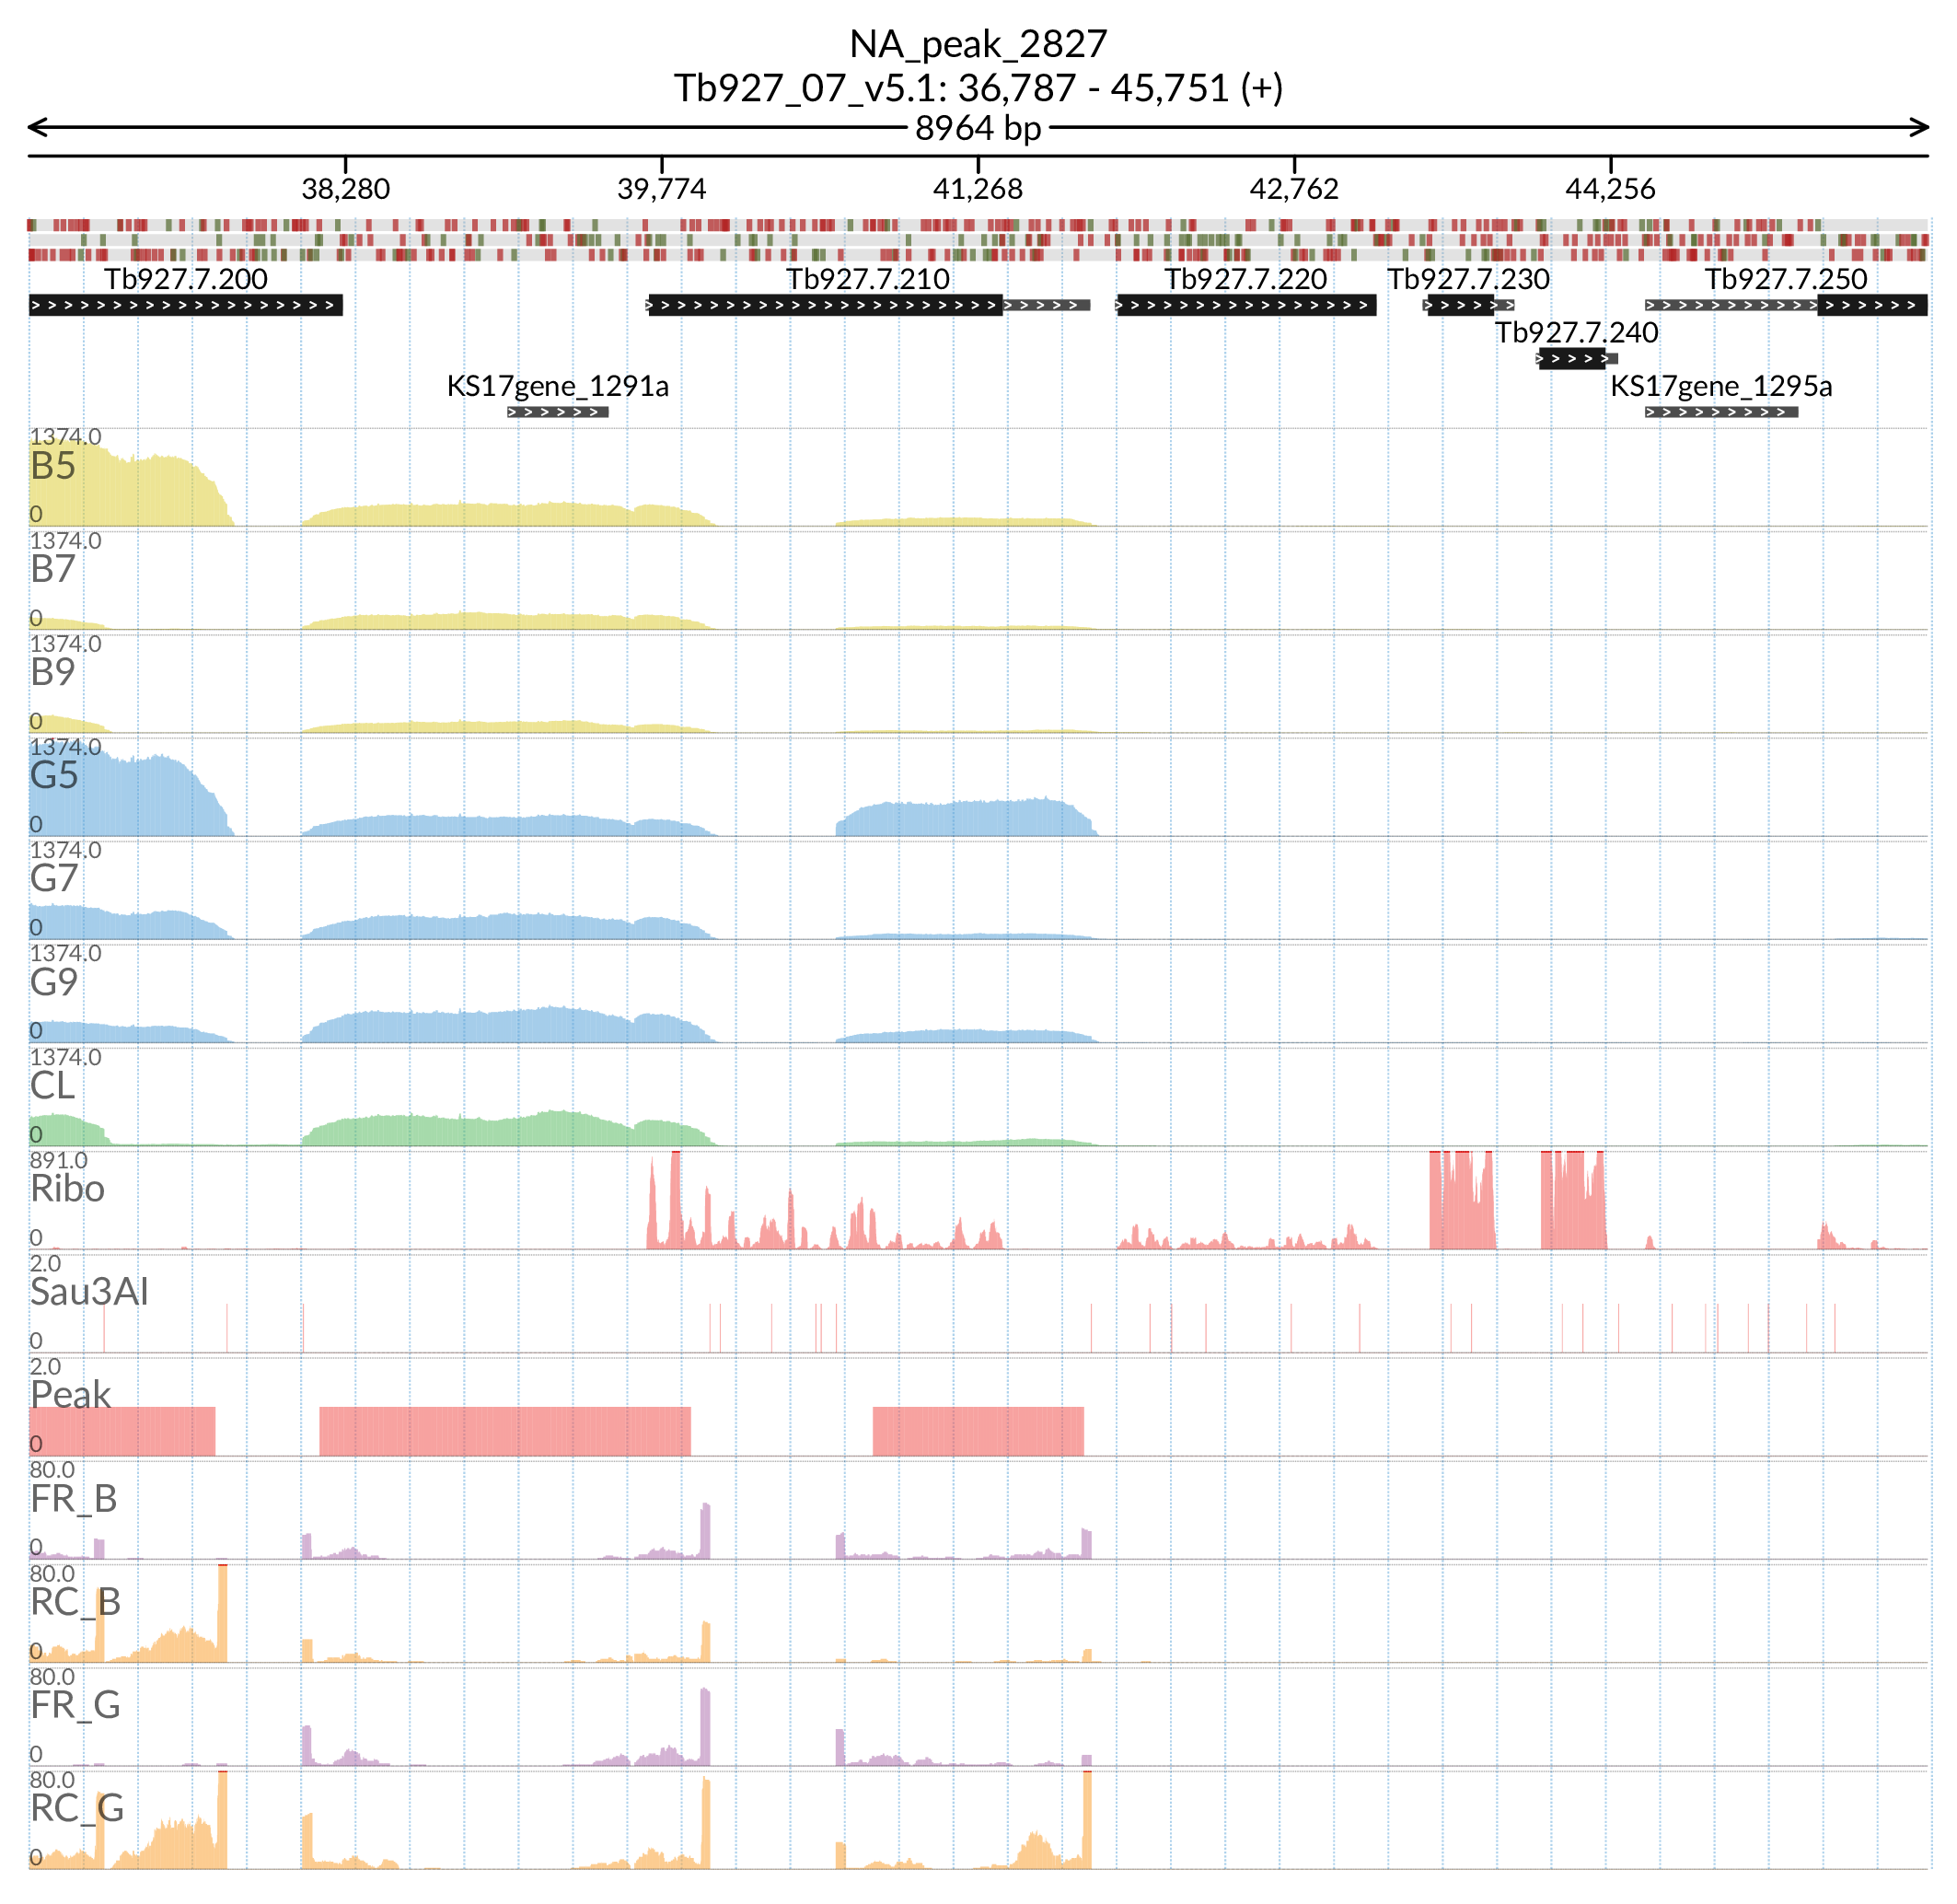 NA_peak_2827
Tb927_07_v5.1: 36,787 - 45,751 (+)
8964 bp
38,280 39,774 41,268 42,762 44,256
Tb927.7.200 Tb927.7.210 Tb927.7.220 Tb927.7.230 Tb927.7.250
Tb927.7.240
KS17gene_1291a KS17gene_1295a
1374.0
B5
0
1374.0
B7
0
1374.0
B9
0
1374.0
G5
0
1374.0
G7
0
1374.0
G9
0
1374.0
CL
0
891.0
Ribo
0
2.0
Sau3AI
0
2.0
Peak
0
80.0
FR_B
0
80.0
RC_B
0
80.0
FR_G
0
80.0
RC_G
0